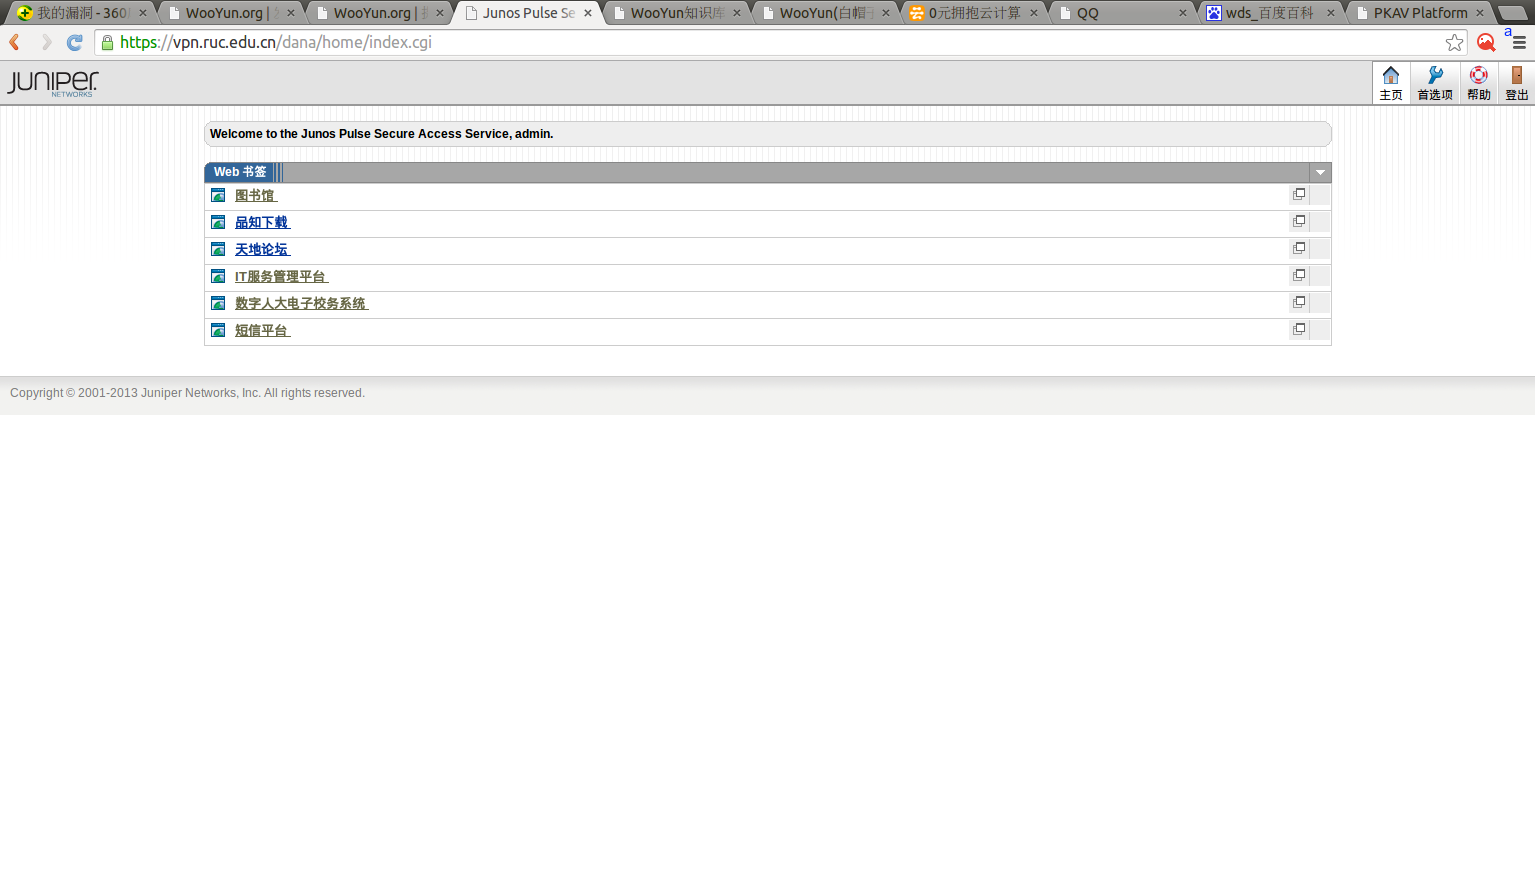 我的漏洞 - 360
WooYun.org |
WooYun.org |
Junos Pulse Se
WooYun知识库
WooYun(白帽子
0元拥抱云计算
QQ
wds_百度百科
PKAV Platform
https://vpn.ruc.edu.cn/dana/home/index.cgi
a
JUNIPER
NETWORKS
主页
首选项
帮助
登出
Welcome to the Junos Pulse Secure Access Service, admin.
Web 书签
图书馆
品知下载
天地论坛
IT服务管理平台
数字人大电子校务系统
短信平台
Copyright © 2001-2013 Juniper Networks, Inc. All rights reserved.